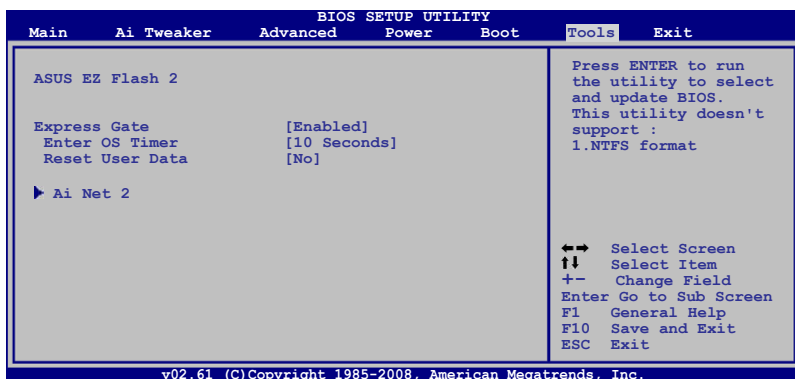 BIOS SETUP UTILITY
Main Ai Tweaker Advanced Power Boot Tools Exit
ASUS EZ Flash 2
Express Gate [Enabled]
Enter OS Timer [10 Seconds]
Reset User Data [No]
Ai Net 2
Press ENTER to run
the utility to select
and update BIOS.
This utility doesn't
support :
1.NTFS format
←→ Select Screen
↑↓ Select Item
+- Change Field
Enter Go to Sub Screen
F1 General Help
F10 Save and Exit
ESC Exit
v02.61 (C)Copyright 1985-2008, American Megatrends, Inc.